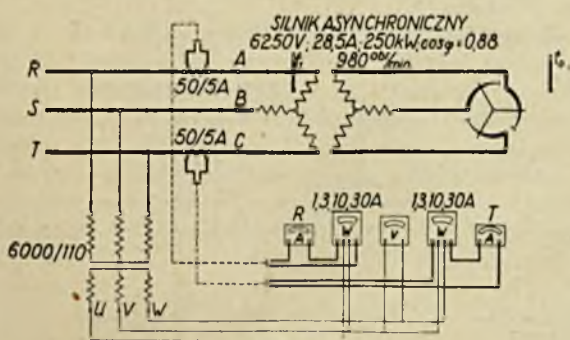 SILNIK ASYNCHRONICZNY
6250V; 28,5A; 250kW, cosφ=0,88
980 obr/min
R
A
S
B
T
C
50/5A
50/5A
6000/110
U V W
R
1,3,10,30A
1,3,10,30A
T
A
W
V
W
A